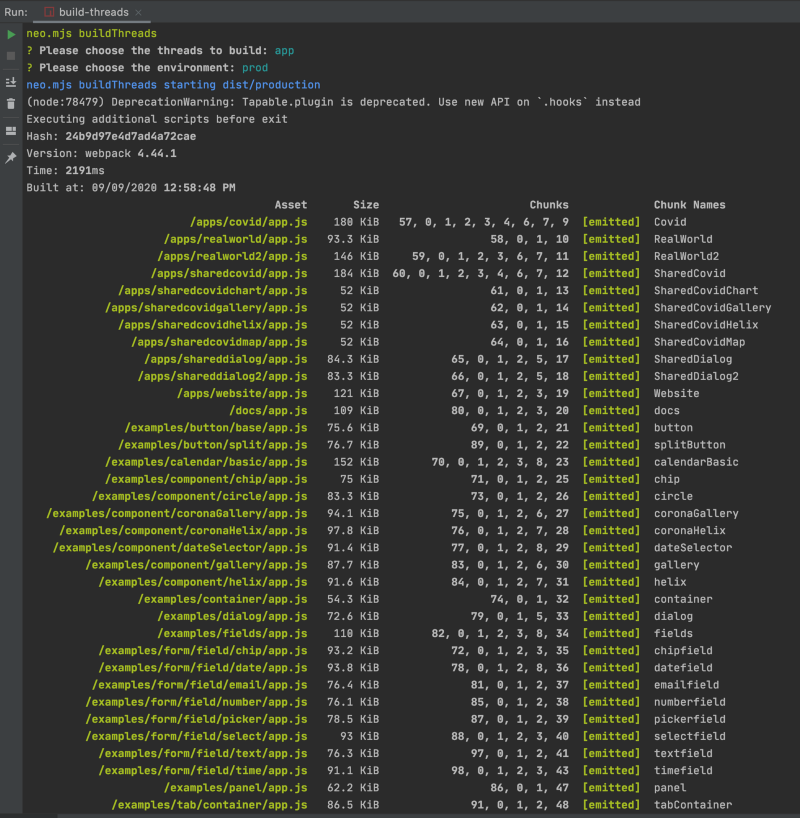 Run: build-threads ×
neo.mjs buildThreads
? Please choose the threads to build: app
? Please choose the environment: prod
neo.mjs buildThreads starting dist/production
(node:78479) DeprecationWarning: Tapable.plugin is deprecated. Use new API on `.hooks` instead
Executing additional scripts before exit
Hash: 24b9d97e4d7ad4a72cae
Version: webpack 4.44.1
Time: 2191ms
Built at: 09/09/2020 12:58:48 PM
Asset Size Chunks Chunk Names
/apps/covid/app.js 180 KiB 57, 0, 1, 2, 3, 4, 6, 7, 9 [emitted] Covid
/apps/realworld/app.js 93.3 KiB 58, 0, 1, 10 [emitted] RealWorld
/apps/realworld2/app.js 146 KiB 59, 0, 1, 2, 3, 6, 7, 11 [emitted] RealWorld2
/apps/sharedcovid/app.js 184 KiB 60, 0, 1, 2, 3, 4, 6, 7, 12 [emitted] SharedCovid
/apps/sharedcovidchart/app.js 52 KiB 61, 0, 1, 13 [emitted] SharedCovidChart
/apps/sharedcovidgallery/app.js 52 KiB 62, 0, 1, 14 [emitted] SharedCovidGallery
/apps/sharedcovidhelix/app.js 52 KiB 63, 0, 1, 15 [emitted] SharedCovidHelix
/apps/sharedcovidmap/app.js 52 KiB 64, 0, 1, 16 [emitted] SharedCovidMap
/apps/shareddialog/app.js 84.3 KiB 65, 0, 1, 2, 5, 17 [emitted] SharedDialog
/apps/shareddialog2/app.js 83.3 KiB 66, 0, 1, 2, 5, 18 [emitted] SharedDialog2
/apps/website/app.js 121 KiB 67, 0, 1, 2, 3, 19 [emitted] Website
/docs/app.js 109 KiB 80, 0, 1, 2, 3, 20 [emitted] docs
/examples/button/base/app.js 75.6 KiB 69, 0, 1, 2, 21 [emitted] button
/examples/button/split/app.js 76.7 KiB 89, 0, 1, 2, 22 [emitted] splitButton
/examples/calendar/basic/app.js 152 KiB 70, 0, 1, 2, 3, 8, 23 [emitted] calendarBasic
/examples/component/chip/app.js 75 KiB 71, 0, 1, 2, 25 [emitted] chip
/examples/component/circle/app.js 83.3 KiB 73, 0, 1, 2, 26 [emitted] circle
/examples/component/coronaGallery/app.js 94.1 KiB 75, 0, 1, 2, 6, 27 [emitted] coronaGallery
/examples/component/coronaHelix/app.js 97.8 KiB 76, 0, 1, 2, 7, 28 [emitted] coronaHelix
/examples/component/dateSelector/app.js 91.4 KiB 77, 0, 1, 2, 8, 29 [emitted] dateSelector
/examples/component/gallery/app.js 87.7 KiB 83, 0, 1, 2, 6, 30 [emitted] gallery
/examples/component/helix/app.js 91.6 KiB 84, 0, 1, 2, 7, 31 [emitted] helix
/examples/container/app.js 54.3 KiB 74, 0, 1, 32 [emitted] container
/examples/dialog/app.js 72.6 KiB 79, 0, 1, 5, 33 [emitted] dialog
/examples/fields/app.js 110 KiB 82, 0, 1, 2, 3, 8, 34 [emitted] fields
/examples/form/field/chip/app.js 93.2 KiB 72, 0, 1, 2, 3, 35 [emitted] chipfield
/examples/form/field/date/app.js 93.8 KiB 78, 0, 1, 2, 8, 36 [emitted] datefield
/examples/form/field/email/app.js 76.4 KiB 81, 0, 1, 2, 37 [emitted] emailfield
/examples/form/field/number/app.js 76.1 KiB 85, 0, 1, 2, 38 [emitted] numberfield
/examples/form/field/picker/app.js 78.5 KiB 87, 0, 1, 2, 39 [emitted] pickerfield
/examples/form/field/select/app.js 93 KiB 88, 0, 1, 2, 3, 40 [emitted] selectfield
/examples/form/field/text/app.js 76.3 KiB 97, 0, 1, 2, 41 [emitted] textfield
/examples/form/field/time/app.js 91.1 KiB 98, 0, 1, 2, 3, 43 [emitted] timefield
/examples/panel/app.js 62.2 KiB 86, 0, 1, 47 [emitted] panel
/examples/tab/container/app.js 86.5 KiB 91, 0, 1, 2, 48 [emitted] tabContainer